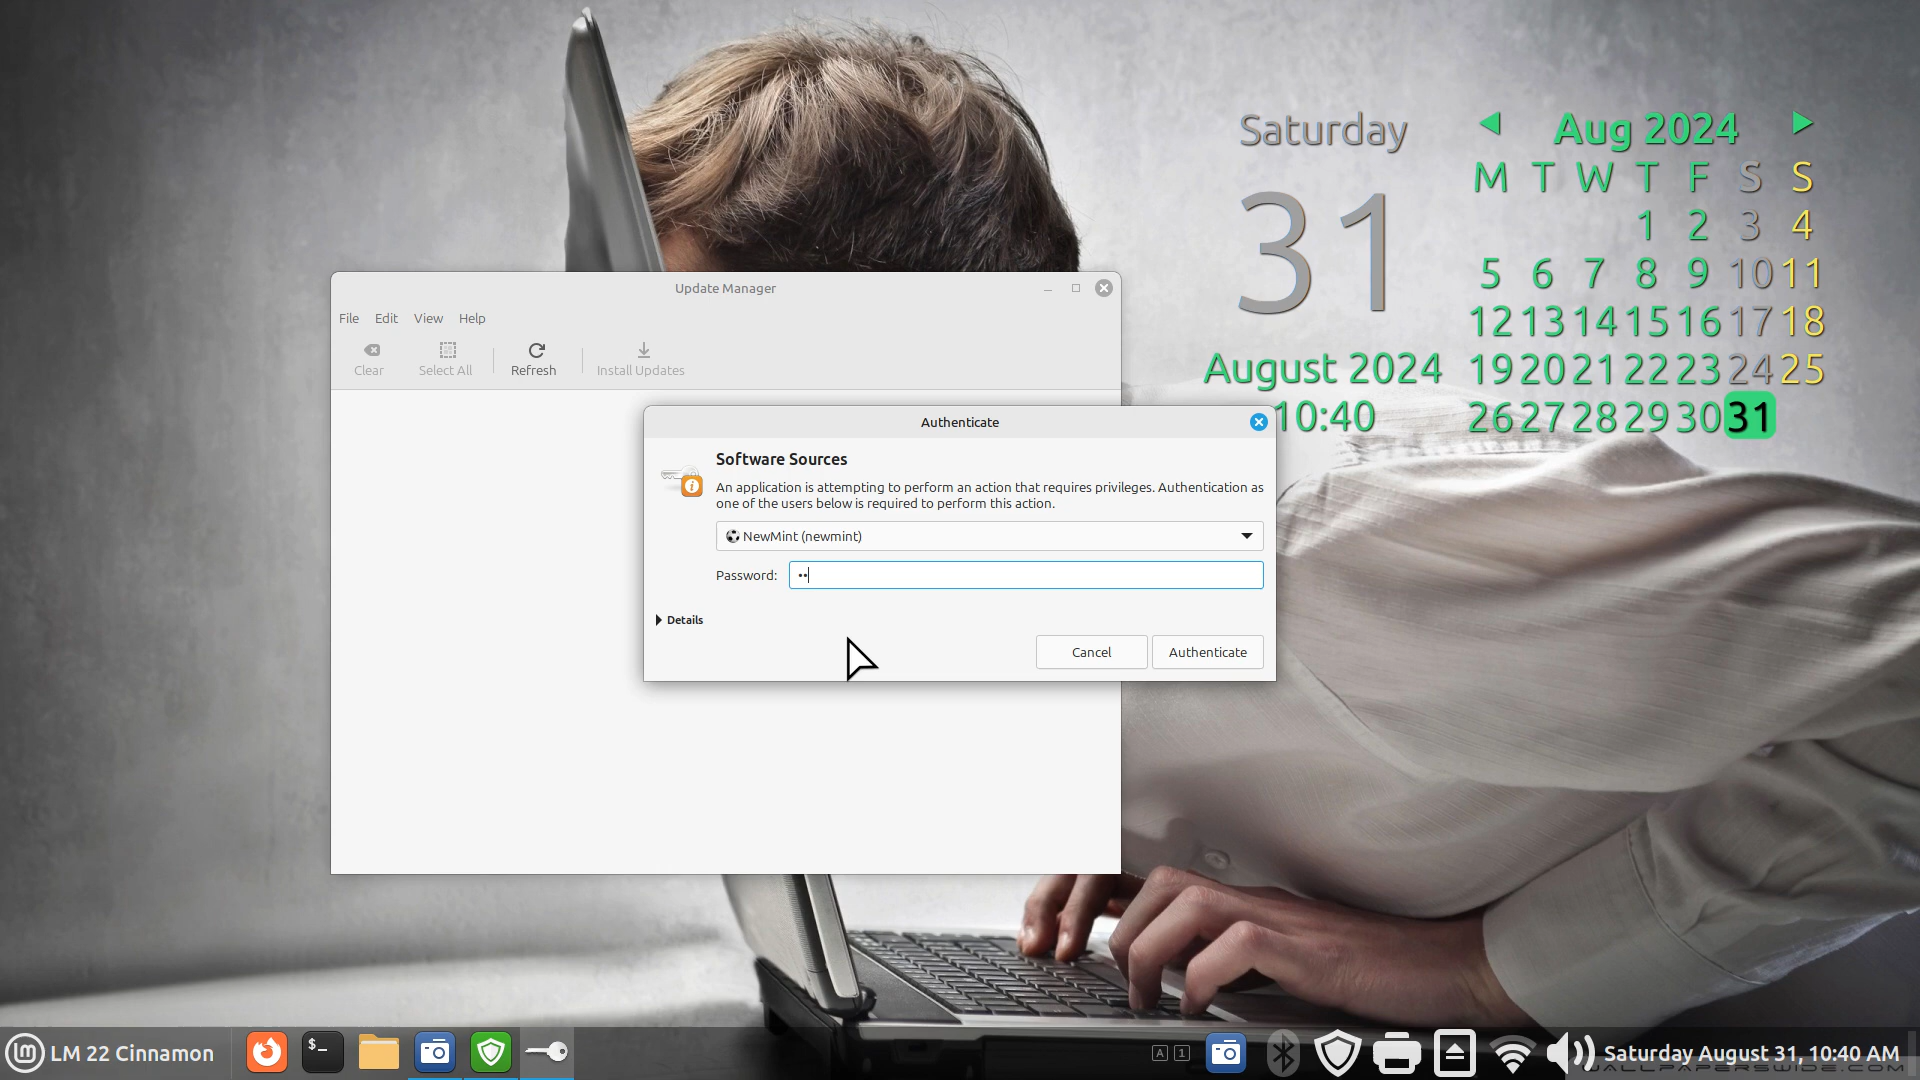 Saturday
31
August 2024
10:40
Aug 2024
M T W T F S S
1 2 3 4
5 6 7 8 9 10 11
12 13 14 15 16 17 18
19 20 21 22 23 24 25
26 27 28 29 30 31
Update Manager
File Edit View Help
Clear Select All Refresh Install Updates
Authenticate
Software Sources
An application is attempting to perform an action that requires privileges. Authentication as
one of the users below is required to perform this action.
NewMint (newmint)
Password: ••
Details
Cancel Authenticate
LM 22 Cinnamon
$_
A 1
Saturday August 31, 10:40 AM
WALLPAPERSWIDE.COM